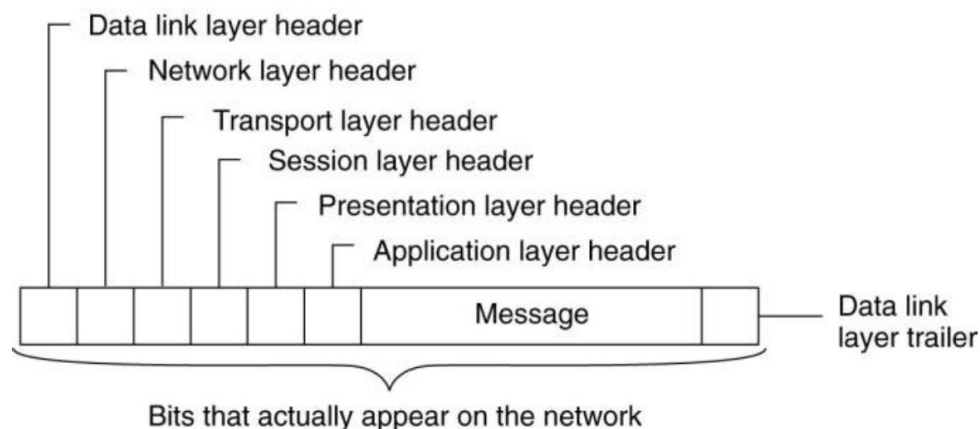 Data link layer header
Network layer header
Transport layer header
Session layer header
Presentation layer header
Application layer header
Message
Data link
layer trailer
Bits that actually appear on the network